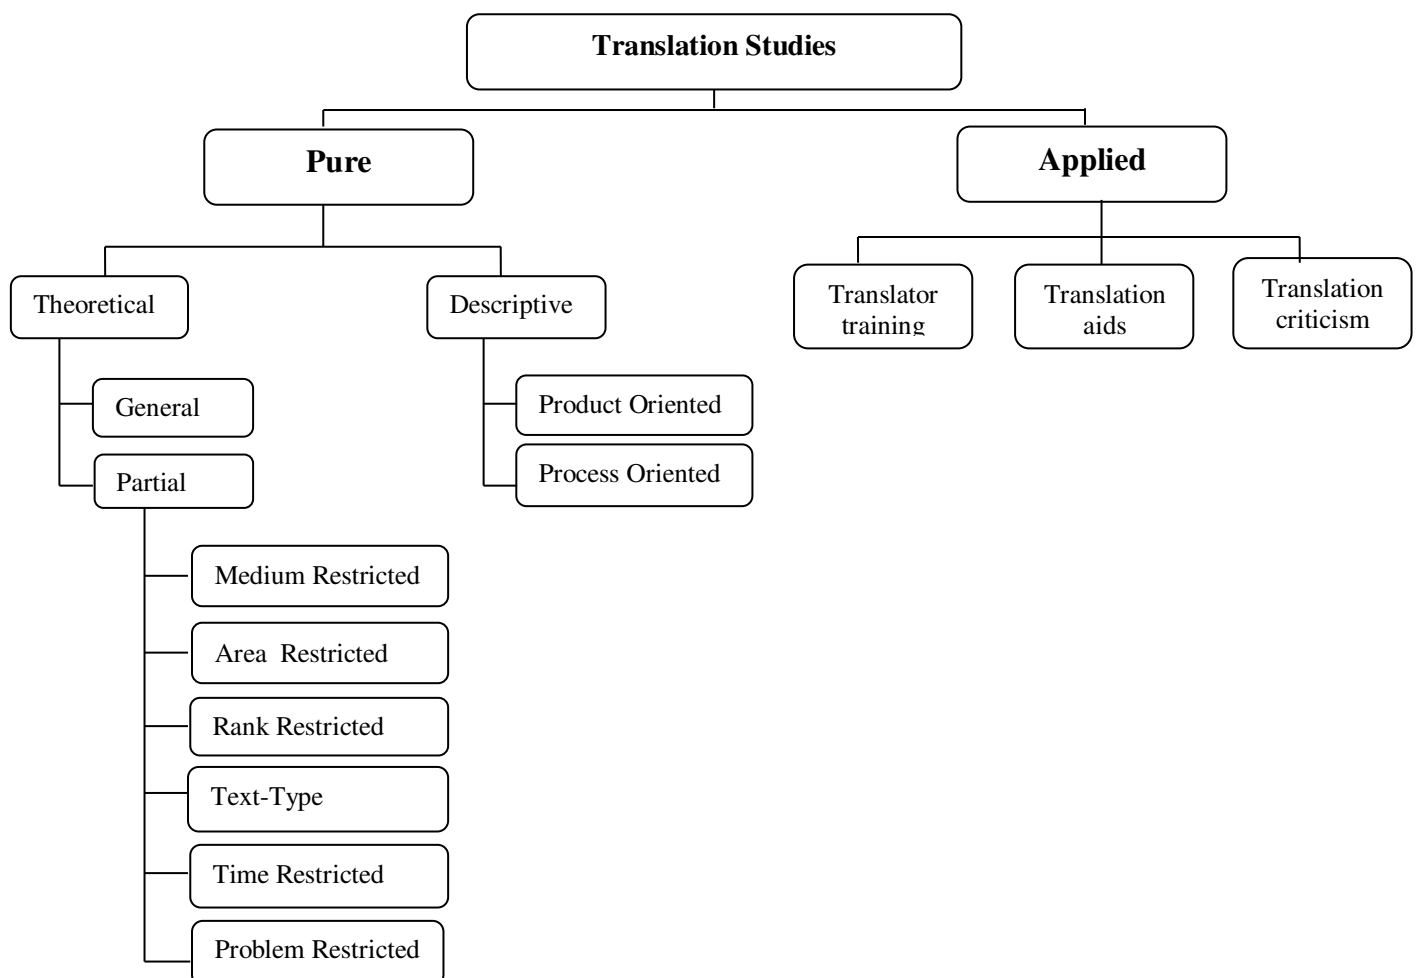 Translation Studies
Pure
Applied
Theoretical
Descriptive
Translator
training
Translation
aids
Translation
criticism
General
Partial
Product Oriented
Process Oriented
Medium Restricted
Area  Restricted
Rank Restricted
Text-Type
Time Restricted
Problem Restricted